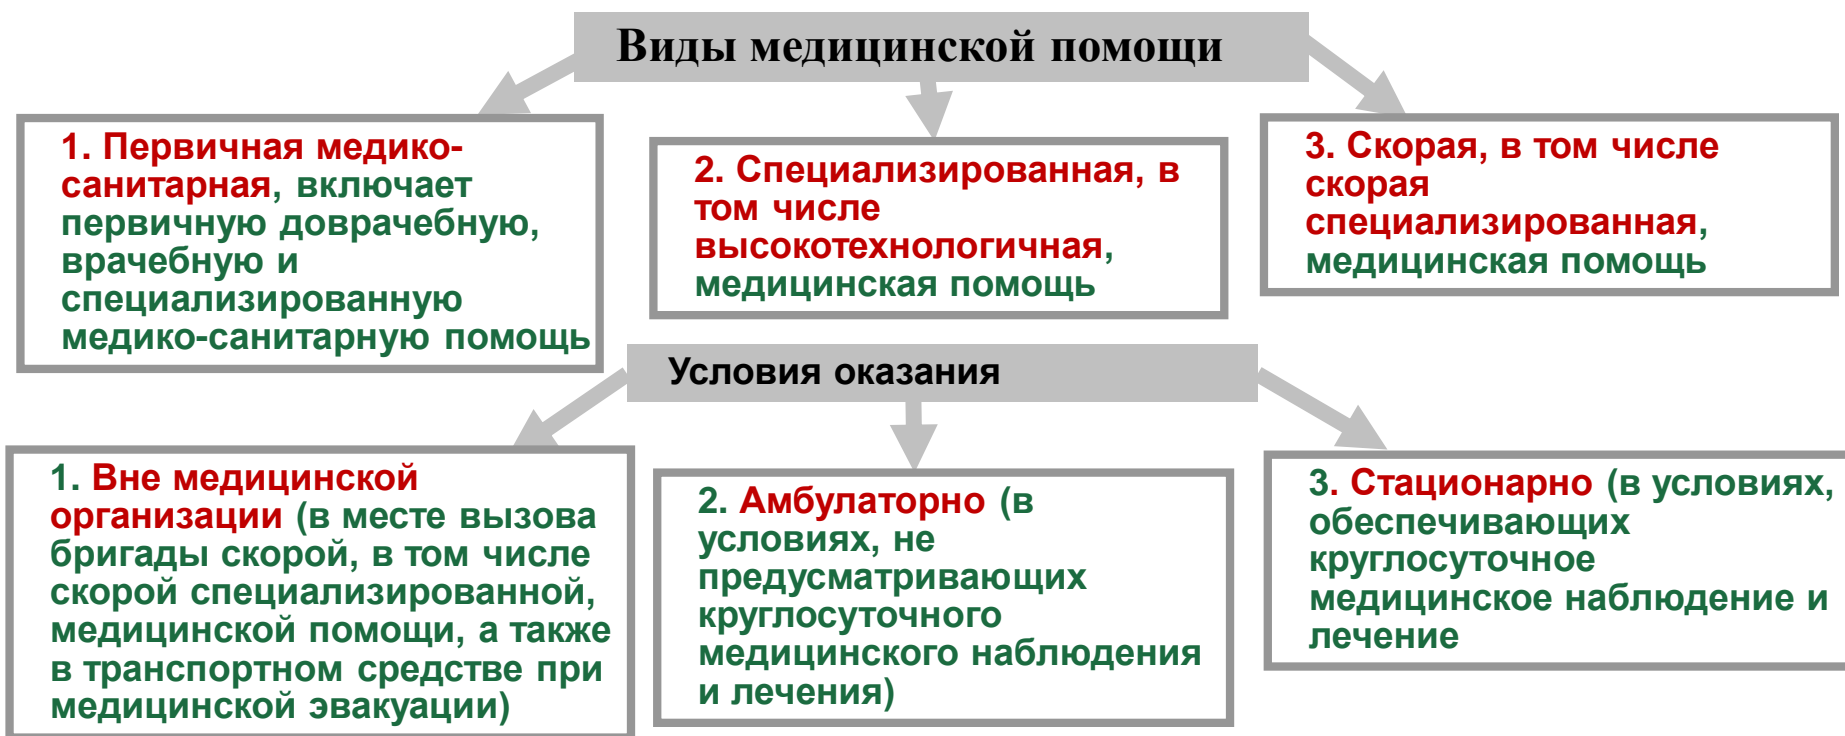 Виды медицинской помощи
1. Первичная медико-
санитарная, включает
первичную доврачебную,
врачебную и
специализированную
медико-санитарную помощь
2. Специализированная, в
том числе
высокотехнологичная,
медицинская помощь
3. Скорая, в том числе
скорая
специализированная,
медицинская помощь
Условия оказания
1. Вне медицинской
организации (в месте вызова
бригады скорой, в том числе
скорой специализированной,
медицинской помощи, а также
в транспортном средстве при
медицинской эвакуации)
2. Амбулаторно (в
условиях, не
предусматривающих
круглосуточного
медицинского наблюдения
и лечения)
3. Стационарно (в условиях,
обеспечивающих
круглосуточное
медицинское наблюдение и
лечение